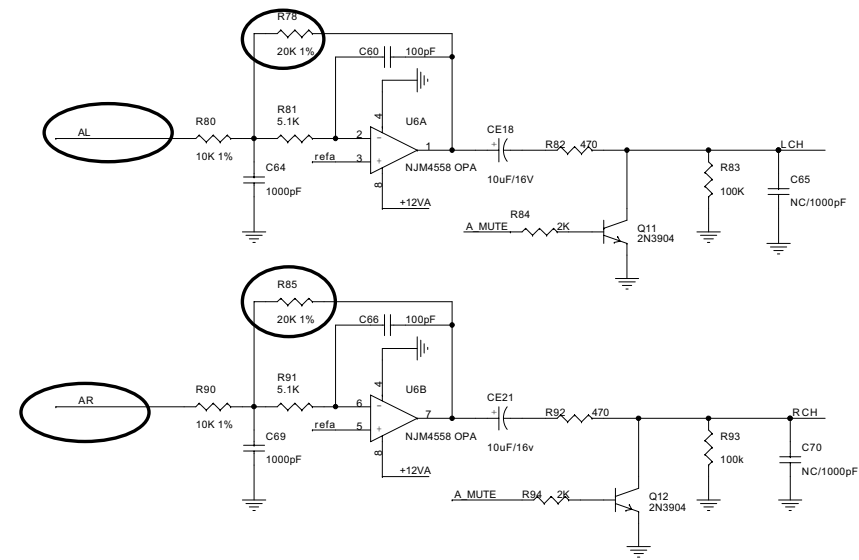 R78
20K 1%
C60 100pF
AL
R80
10K 1%
R81
5.1K
4
U6A
2
-
1
refa 3
+
NJM4558 OPA
8
+12VA
C64
1000pF
CE18
+
10uF/16V
R82 470
LCH
R83
100K
C65
NC/1000pF
A_MUTE
R84
2K
Q11
2N3904
R85
20K 1%
C66 100pF
AR
R90
10K 1%
R91
5.1K
4
U6B
6
-
7
refa 5
+
NJM4558 OPA
8
+12VA
C69
1000pF
CE21
+
10uF/16v
R92 470
RCH
R93
100k
C70
NC/1000pF
A_MUTE R94 2K
Q12
2N3904